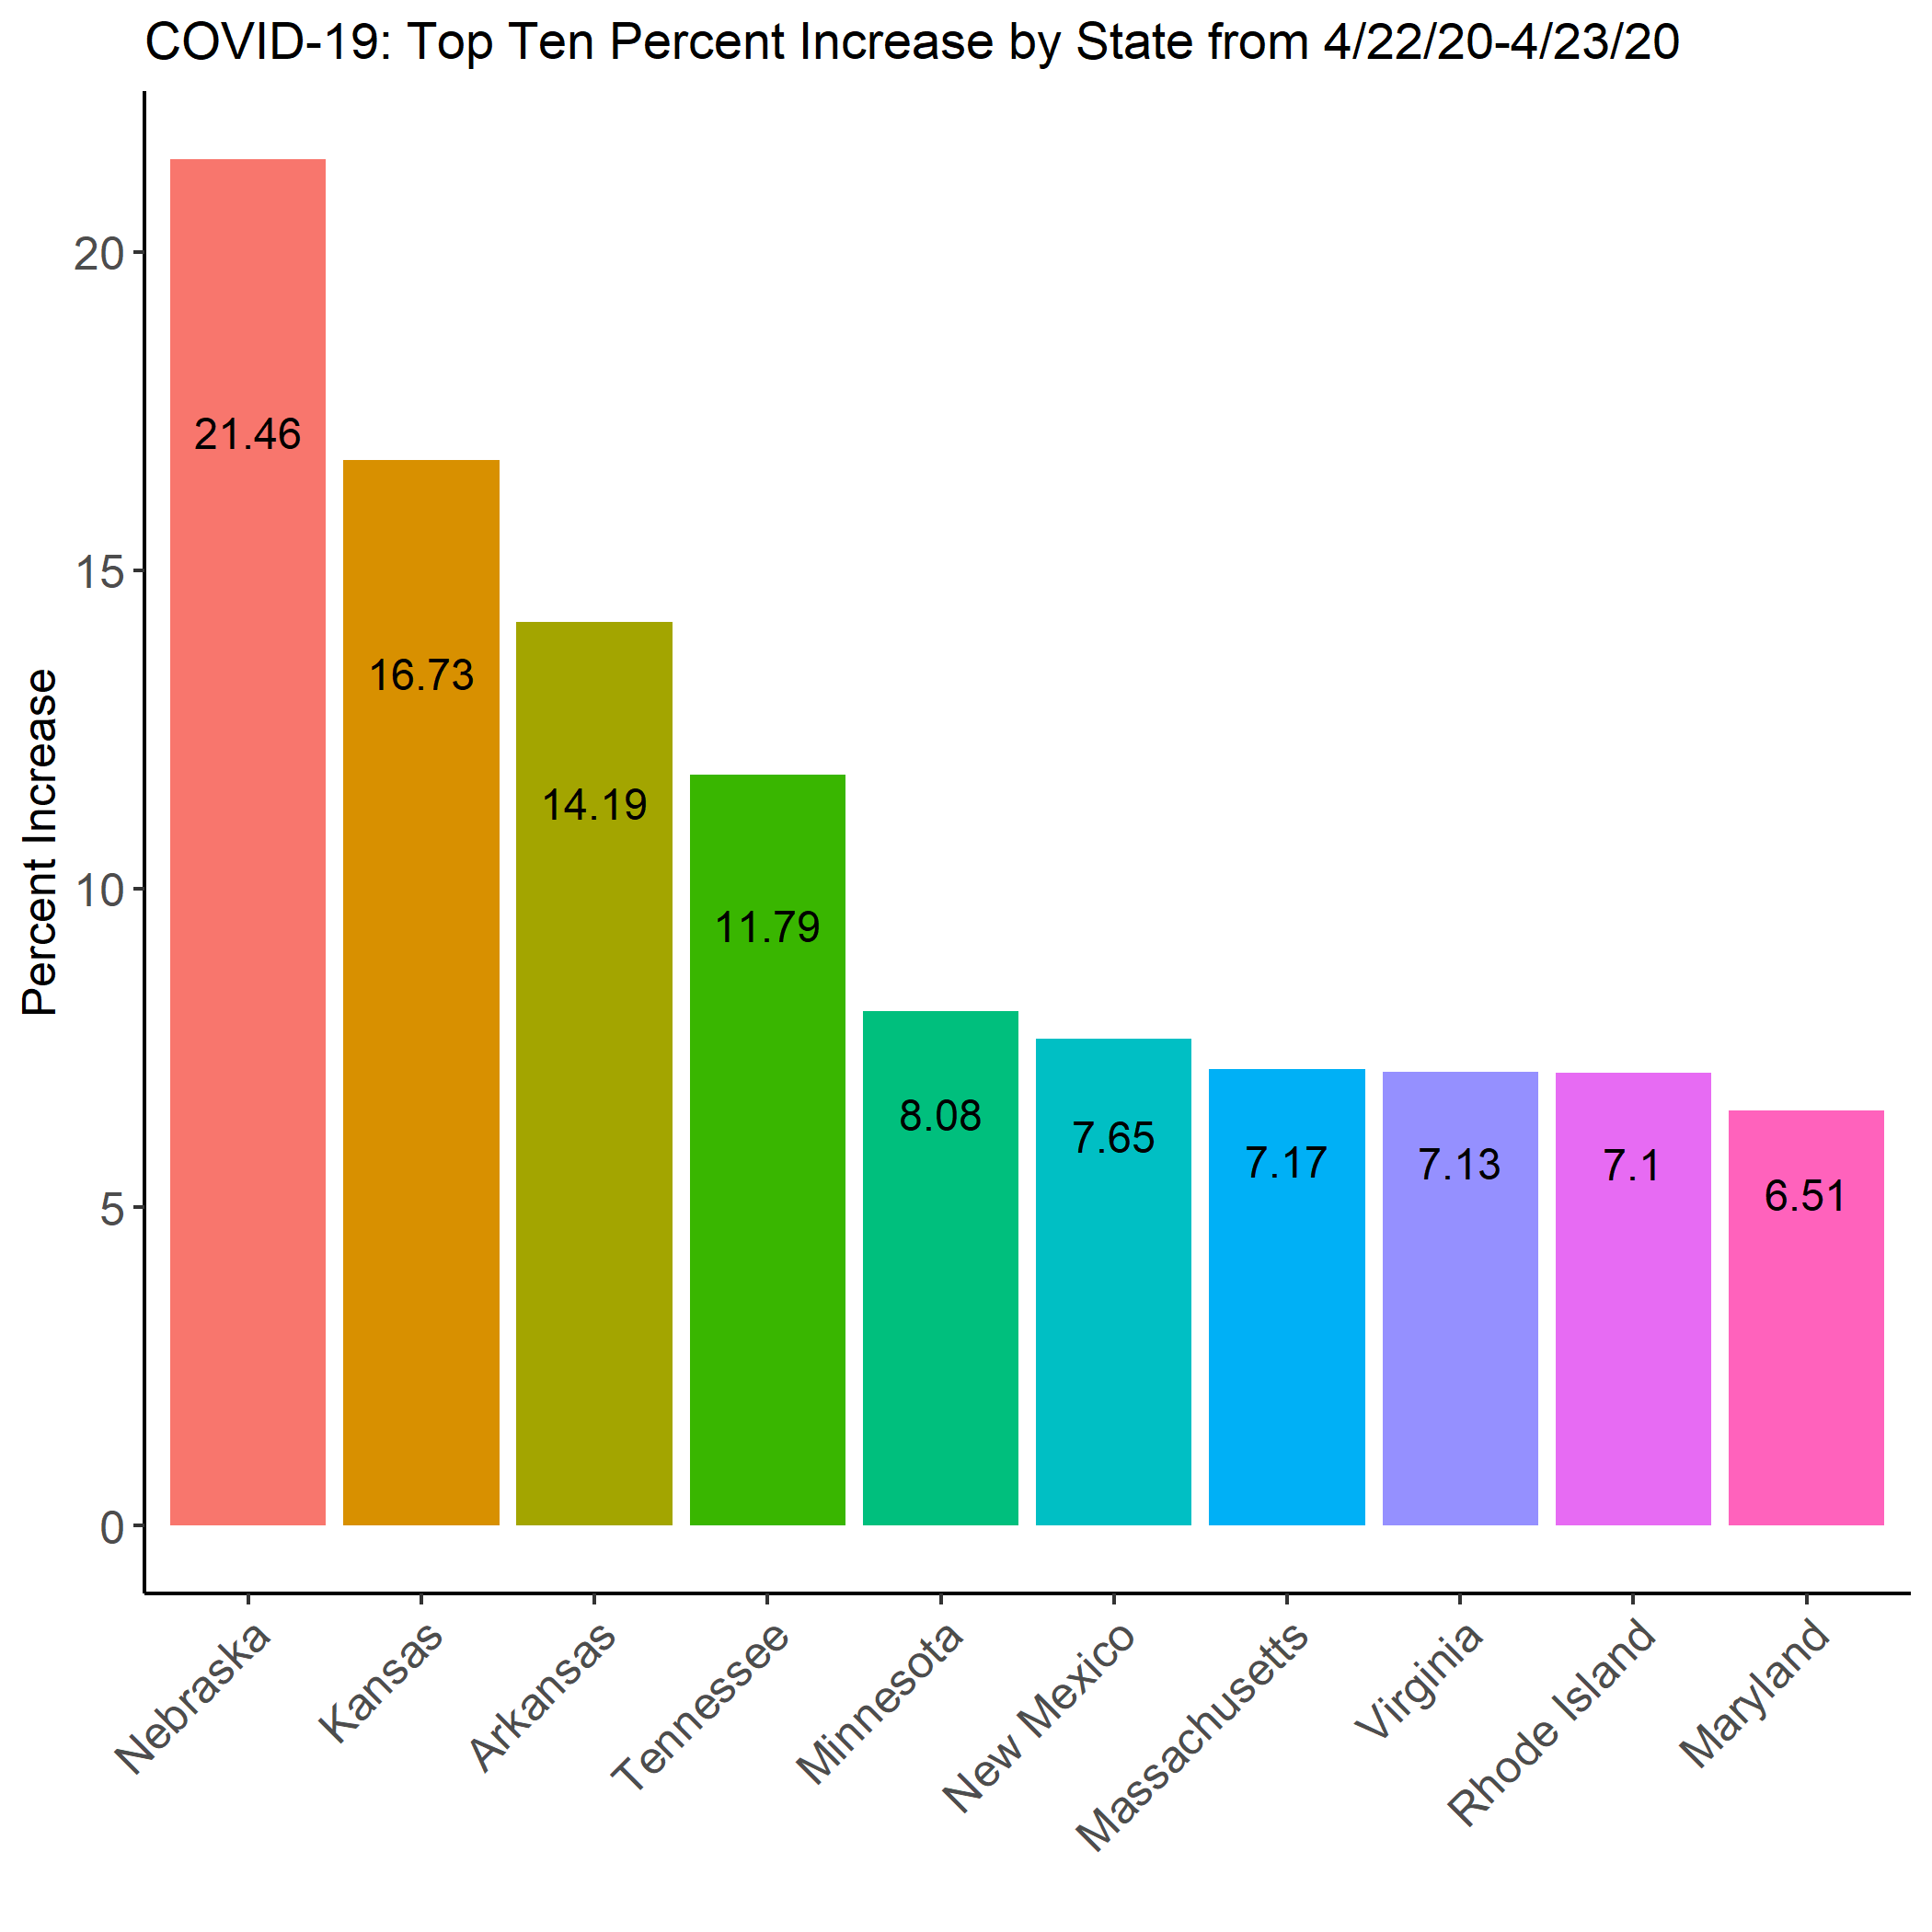 COVID-19: Top Ten Percent Increase by State from 4/22/20-4/23/20
Percent Increase
20
15
10
5
0
21.46
16.73
14.19
11.79
8.08
7.65
7.17
7.13
7.1
6.51
Nebraska
Kansas
Arkansas
Tennessee
Minnesota
New Mexico
Massachusetts
Virginia
Rhode Island
Maryland